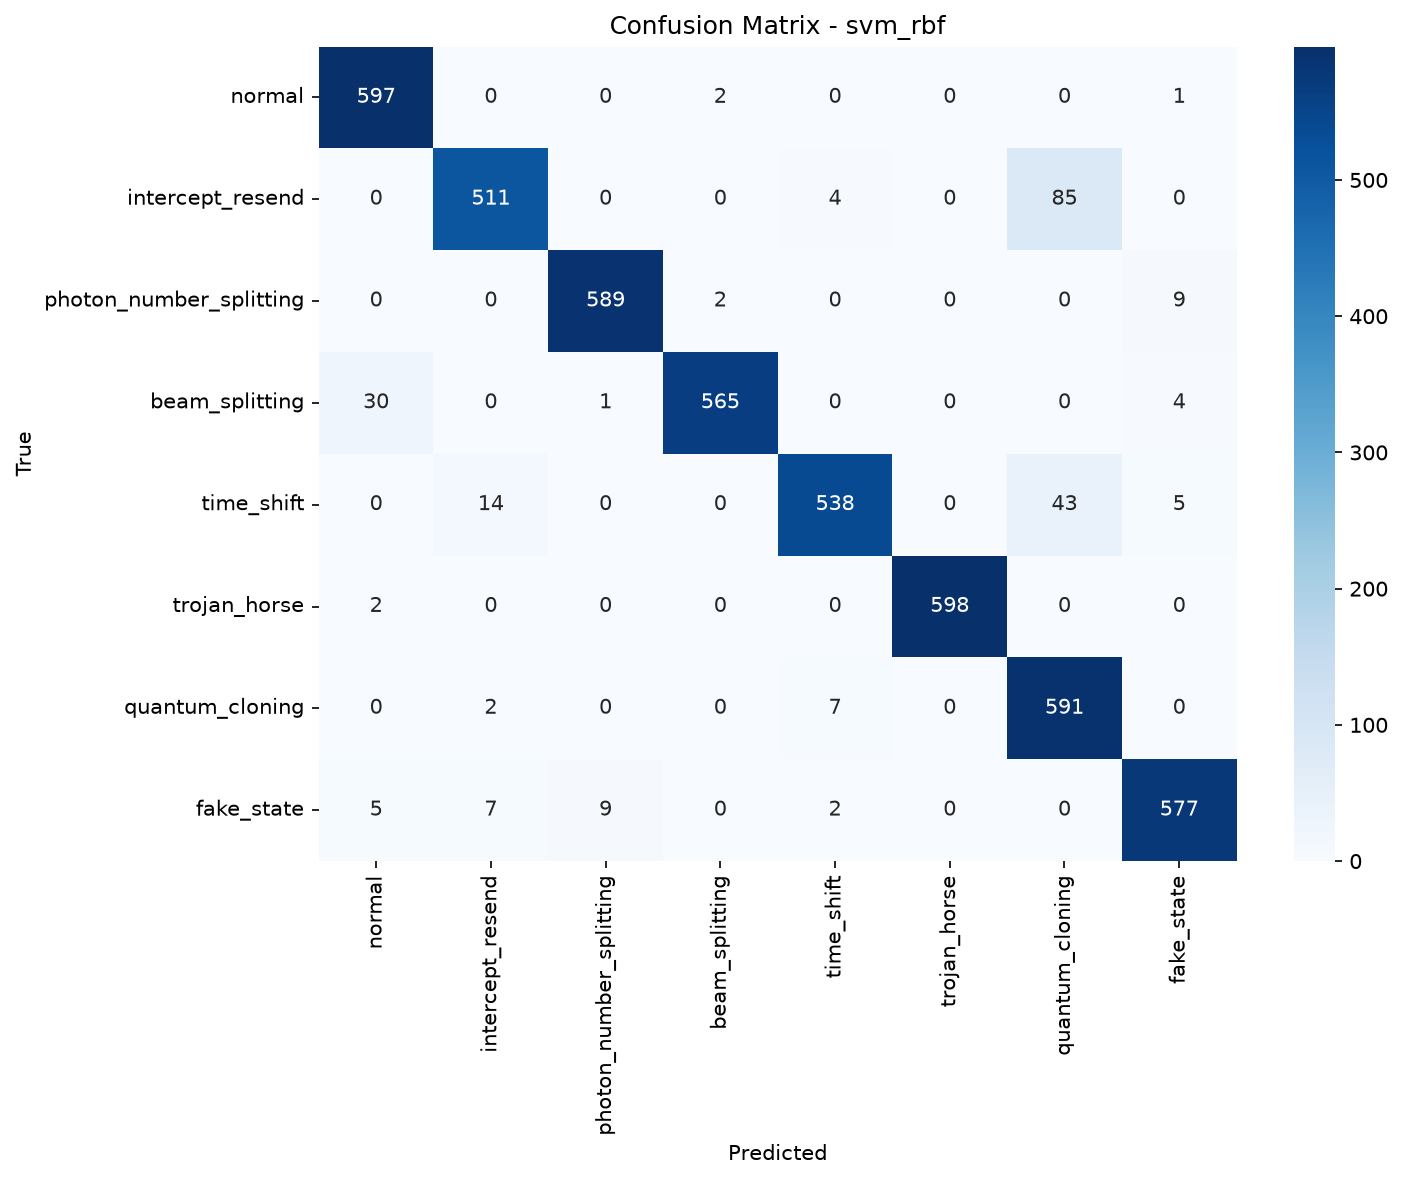 Confusion Matrix - svm_rbf
normal 597 0 0 2 0 0 0 1
intercept_resend 0 511 0 0 4 0 85 0
photon_number_splitting 0 0 589 2 0 0 0 9
beam_splitting 30 0 1 565 0 0 0 4
time_shift 0 14 0 0 538 0 43 5
trojan_horse 2 0 0 0 0 598 0 0
quantum_cloning 0 2 0 0 7 0 591 0
fake_state 5 7 9 0 2 0 0 577
True
normal intercept_resend photon_number_splitting beam_splitting time_shift trojan_horse quantum_cloning fake_state
Predicted
500
400
300
200
100
0